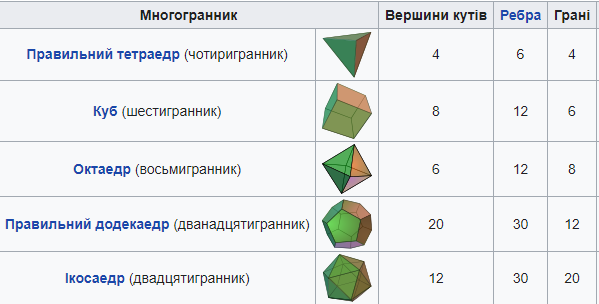 Многогранник Вершини кутів Ребра Грані
Правильний тетраедр (чотиригранник) 4 6 4
Куб (шестигранник) 8 12 6
Октаедр (восьмигранник) 6 12 8
Правильний додекаедр (дванадцятигранник) 20 30 12
Ікосаедр (двадцятигранник) 12 30 20